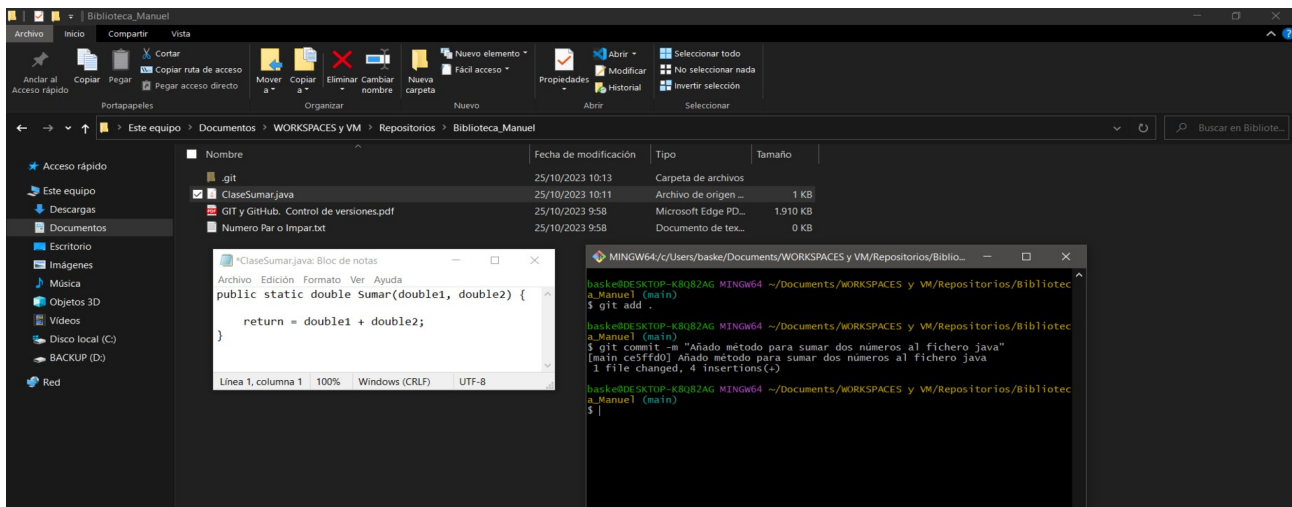 Biblioteca_Manuel
Archivo Inicio Compartir Vista
Anclar al Acceso rápido
Copiar
Pegar
Cortar
Copiar ruta de acceso
Pegar acceso directo
Portapapeles
Mover a
Copiar a
Eliminar
Cambiar nombre
Organizar
Nueva carpeta
Nuevo elemento
Fácil acceso
Nuevo
Propiedades
Abrir
Modificar
Historial
Abrir
Seleccionar todo
No seleccionar nada
Invertir selección
Seleccionar
Este equipo > Documentos > WORKSPACES y VM > Repositorios > Biblioteca_Manuel
Buscar en Bibliote...
Acceso rápido
Este equipo
Descargas
Documentos
Escritorio
Imágenes
Música
Objetos 3D
Vídeos
Disco local (C:)
BACKUP (D:)
Red
Nombre Fecha de modificación Tipo Tamaño
.git 25/10/2023 10:13 Carpeta de archivos
ClaseSumar.java 25/10/2023 10:11 Archivo de origen ... 1 KB
GIT y GitHub. Control de versiones.pdf 25/10/2023 9:58 Microsoft Edge PD... 1.910 KB
Numero Par o Impar.txt 25/10/2023 9:58 Documento de tex... 0 KB
*ClaseSumar.java: Bloc de notas
Archivo Edición Formato Ver Ayuda
public static double Sumar(double1, double2) {
return = double1 + double2;
}
Línea 1, columna 1 100% Windows (CRLF) UTF-8
MINGW64:/c/Users/baske/Documents/WORKSPACES y VM/Repositorios/Biblio...
baske@DESKTOP-K8Q82AG MINGW64 ~/Documents/WORKSPACES y VM/Repositorios/Bibliotec
a_Manuel (main)
$ git add .
baske@DESKTOP-K8Q82AG MINGW64 ~/Documents/WORKSPACES y VM/Repositorios/Bibliotec
a_Manuel (main)
$ git commit -m "Añado método para sumar dos números al fichero java"
[main ce5ffd0] Añado método para sumar dos números al fichero java
1 file changed, 4 insertions(+)
baske@DESKTOP-K8Q82AG MINGW64 ~/Documents/WORKSPACES y VM/Repositorios/Bibliotec
a_Manuel (main)
$